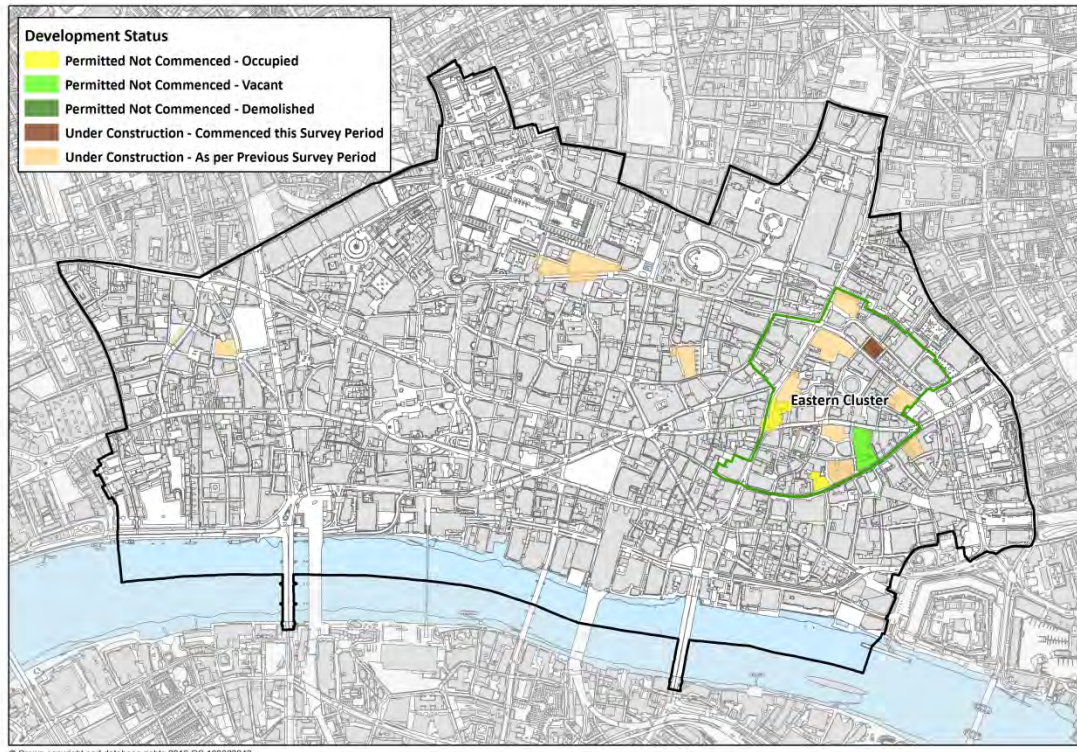 Development Status
Permitted Not Commenced - Occupied
Permitted Not Commenced - Vacant
Permitted Not Commenced - Demolished
Under Construction - Commenced this Survey Period
Under Construction - As per Previous Survey Period
Eastern Cluster